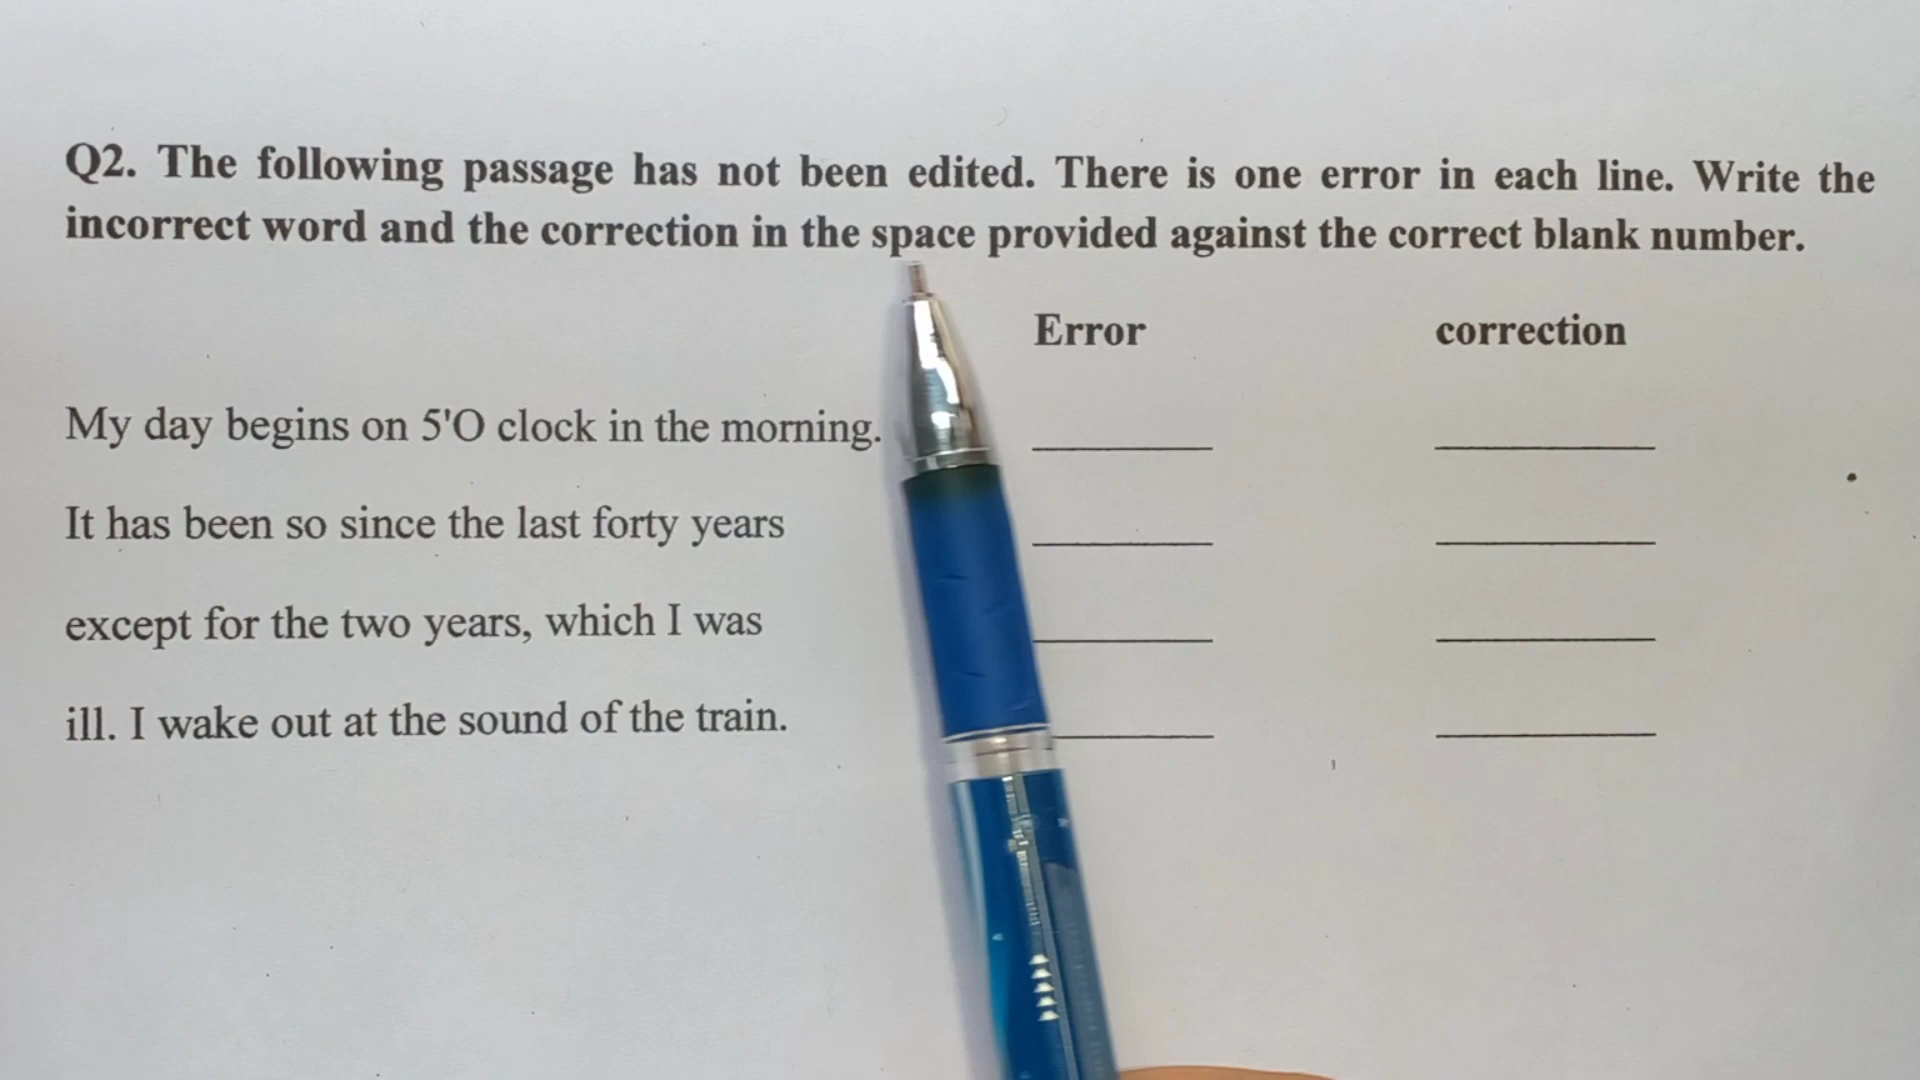 Q2. The following passage has not been edited. There is one error in each line. Write the
incorrect word and the correction in the space provided against the correct blank number.
Error correction
My day begins on 5'O clock in the morning.
It has been so since the last forty years
except for the two years, which I was
ill. I wake out at the sound of the train.